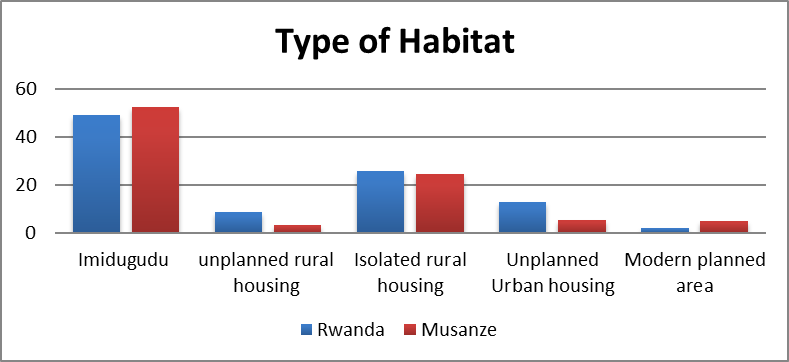 Type of Habitat
60
40
20
0
Imidugudu
unplanned rural
housing
Isolated rural
housing
Unplanned
Urban housing
Modern planned
area
Rwanda
Musanze